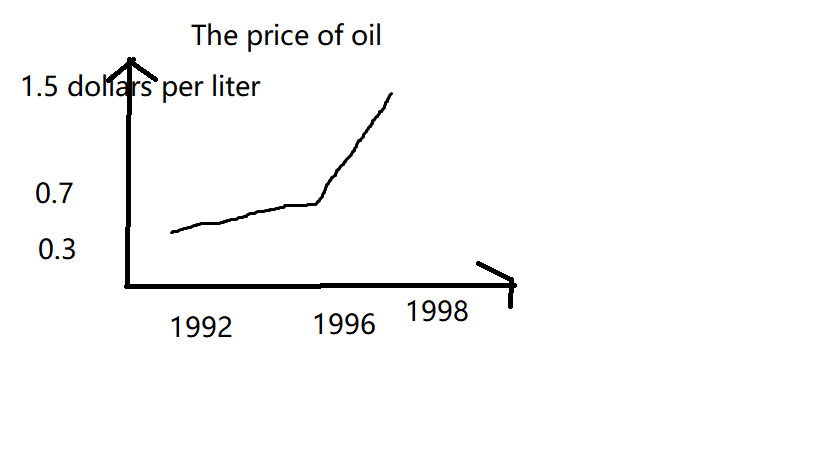 The price of oil
1.5 dollars per liter
0.7
0.3
1992
1996
1998